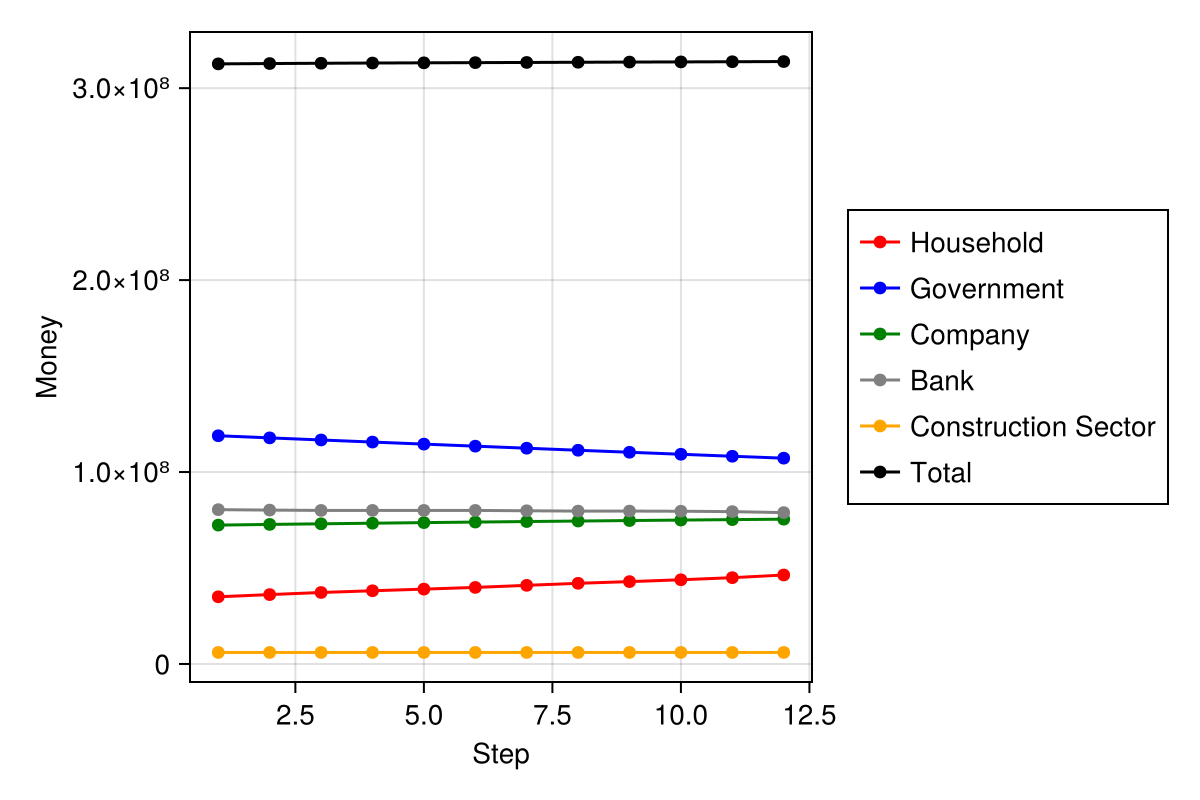 Money
3.0×10⁸
2.0×10⁸
1.0×10⁸
0
2.5 5.0 7.5 10.0 12.5
Step
Household
Government
Company
Bank
Construction Sector
Total